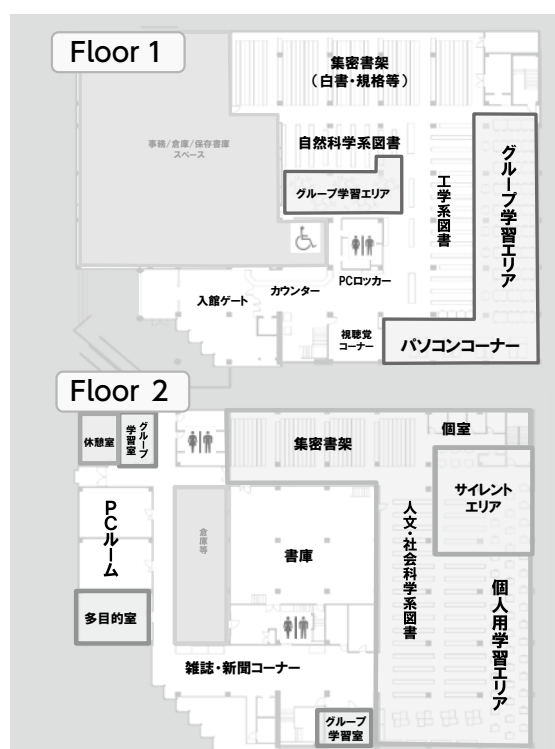 Floor 1
集密書架
（白書・規格等）
事務/倉庫/保存書庫
スペース
自然科学系図書
グループ学習エリア
工学系図書
グループ学習エリア
PCロッカー
カウンター
入館ゲート
視聴覚
コーナー
パソコンコーナー
Floor 2
休憩室
グループ
学習室
集密書架
個室
サイレント
エリア
PCルーム
倉庫等
書庫
人文・社会科学系図書
個人用学習エリア
多目的室
雑誌・新聞コーナー
グループ
学習室